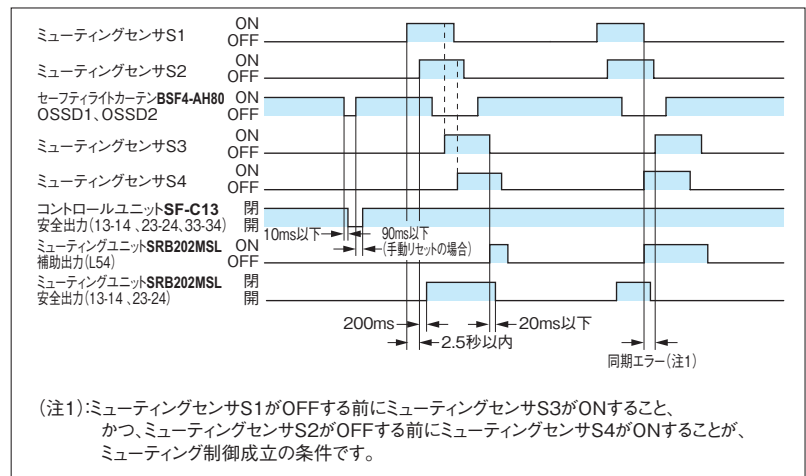 ミューティングセンサS1
ON
OFF
ミューティングセンサS2
ON
OFF
セーフティライトカーテンBSF4-AH80
OSSD1、OSSD2
ON
OFF
ミューティングセンサS3
ON
OFF
ミューティングセンサS4
ON
OFF
コントロールユニットSF-C13
安全出力(13-14 、23-24、33-34)
閉
開
10ms以下
90ms以下
(手動リセットの場合)
ミューティングユニットSRB202MSL
補助出力(L54)
ON
OFF
ミューティングユニットSRB202MSL
安全出力(13-14 、23-24)
閉
開
200ms
20ms以下
2.5秒以内
同期エラー(注1)
(注1):ミューティングセンサS1がOFFする前にミューティングセンサS3がONすること、
かつ、ミューティングセンサS2がOFFする前にミューティングセンサS4がONすることが、
ミューティング制御成立の条件です。